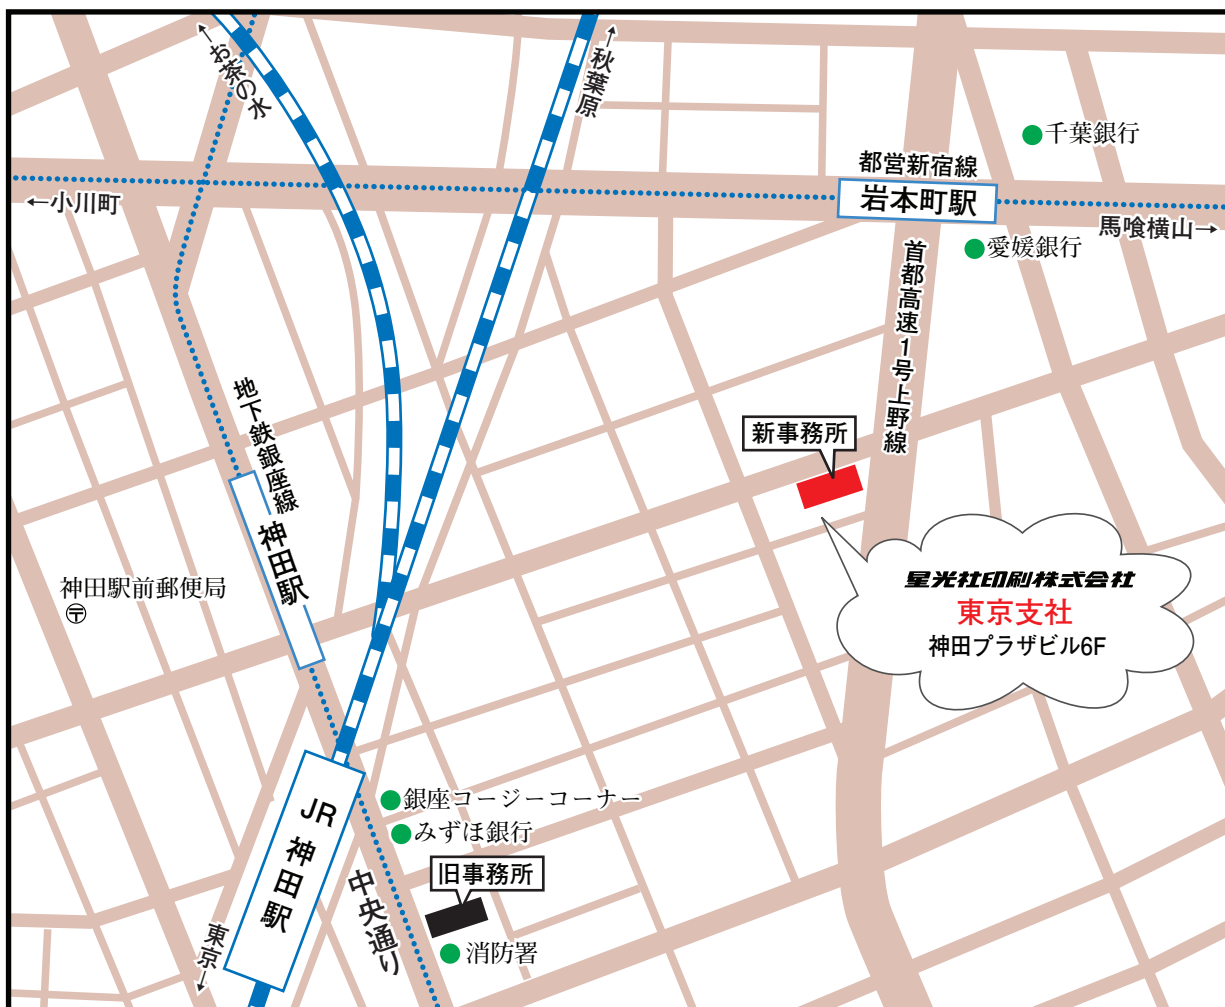 ←お茶の水
←秋葉原
千葉銀行
都営新宿線
岩本町駅
←小川町
馬喰横山→
愛媛銀行
首都高速1号上野線
地下鉄銀座線
新事務所
神田駅
神田駅前郵便局
〒
星光社印刷株式会社
東京支社
神田プラザビル6F
JR神田駅
銀座コージーコーナー
みずほ銀行
旧事務所
中央通り
東京→
消防署